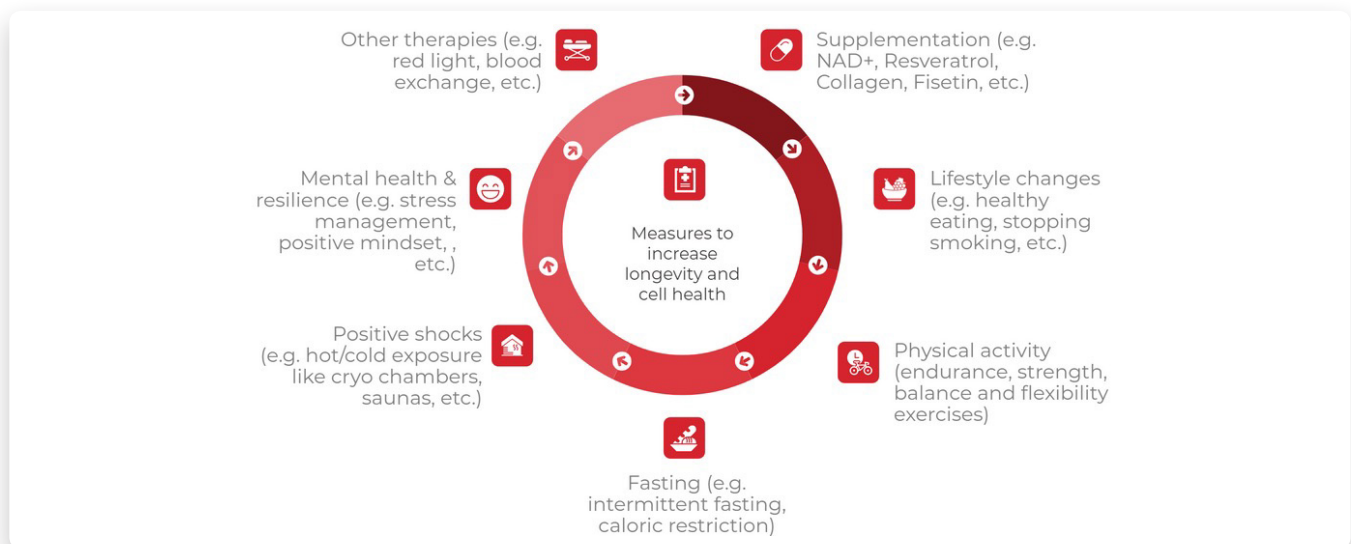 Other therapies (e.g.
red light, blood
exchange, etc.)
Supplementation (e.g.
NAD+, Resveratrol,
Collagen, Fisetin, etc.)
Mental health &
resilience (e.g. stress
management,
positive mindset, ,
etc.)
Measures to
increase
longevity and
cell health
Lifestyle changes
(e.g. healthy
eating, stopping
smoking, etc.)
Positive shocks
(e.g. hot/cold exposure
like cryo chambers,
saunas, etc.)
Physical activity
(endurance, strength,
balance and flexibility
exercises)
Fasting (e.g.
intermittent fasting,
caloric restriction)